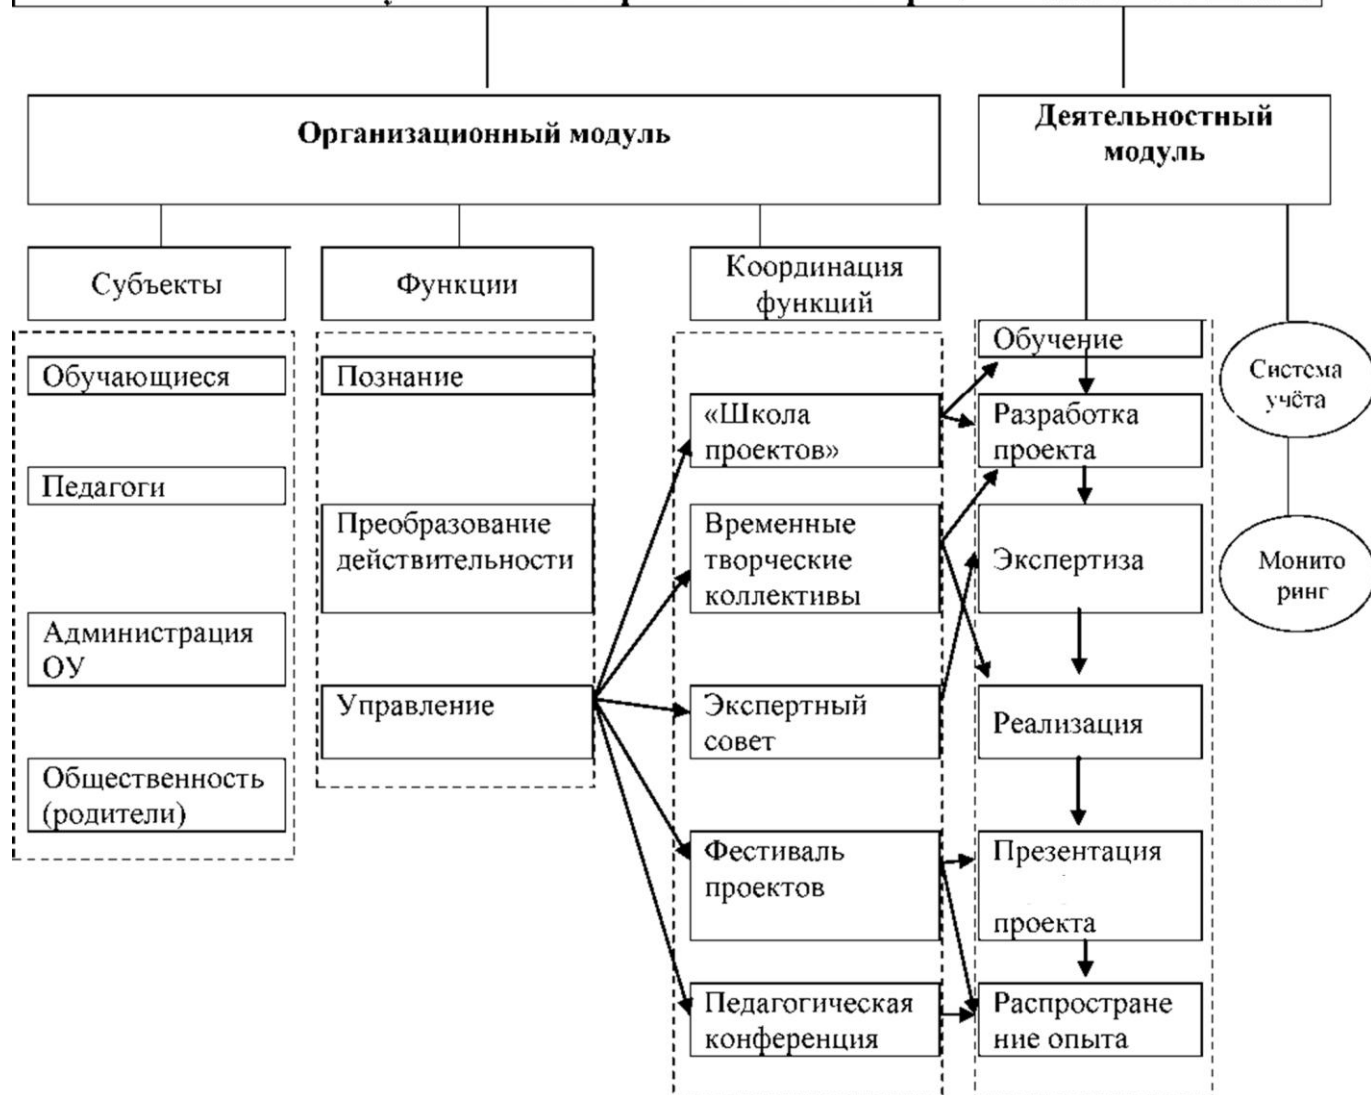 Организационный модуль
Деятельностный
модуль
Субъекты
Функции
Координация
функций
Обучающиеся
Педагоги
Администрация
ОУ
Общественность
(родители)
Познание
Преобразование
действительности
Управление
«Школа
проектов»
Временные
творческие
коллективы
Экспертный
совет
Фестиваль
проектов
Педагогическая
конференция
Обучение
Разработка
проекта
Экспертиза
Реализация
Презентация
проекта
Распростране
ние опыта
Система
учёта
Монито
ринг